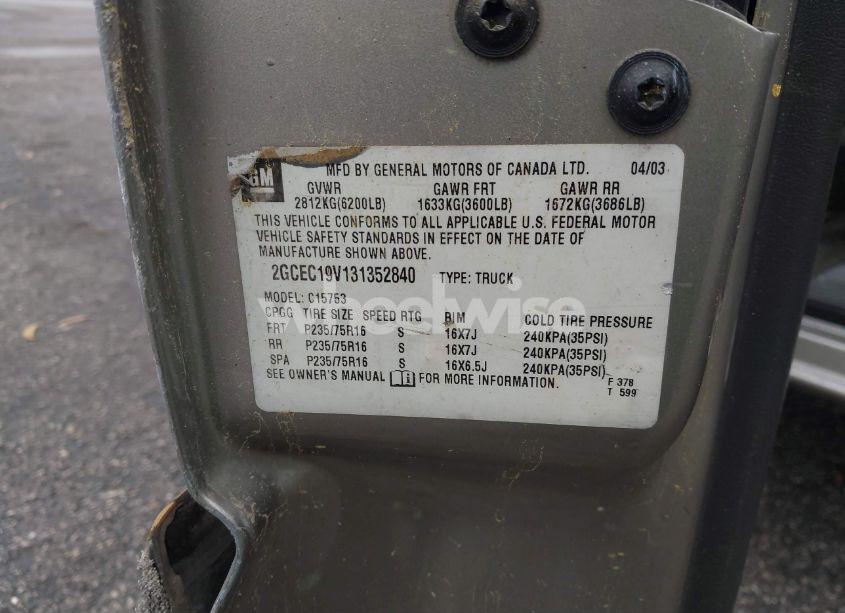 GM
MFD BY GENERAL MOTORS OF CANADA LTD. 04/03
GVWR GAWR FRT GAWR RR
2812KG(6200LB) 1633KG(3600LB) 1672KG(3686LB)
THIS VEHICLE CONFORMS TO ALL APPLICABLE U.S. FEDERAL MOTOR
VEHICLE SAFETY STANDARDS IN EFFECT ON THE DATE OF
MANUFACTURE SHOWN ABOVE.
2GCEC19V131352840 TYPE: TRUCK
MODEL: C15753
wheelwise
CPGG TIRE SIZE SPEED RTG RIM COLD TIRE PRESSURE
FRT P235/75R16 S 16X7J 240KPA(35PSI)
RR P235/75R16 S 16X7J 240KPA(35PSI)
SPA P235/75R16 S 16X6.5J 240KPA(35PSI)
SEE OWNER'S MANUAL FOR MORE INFORMATION.
F 378
T 599